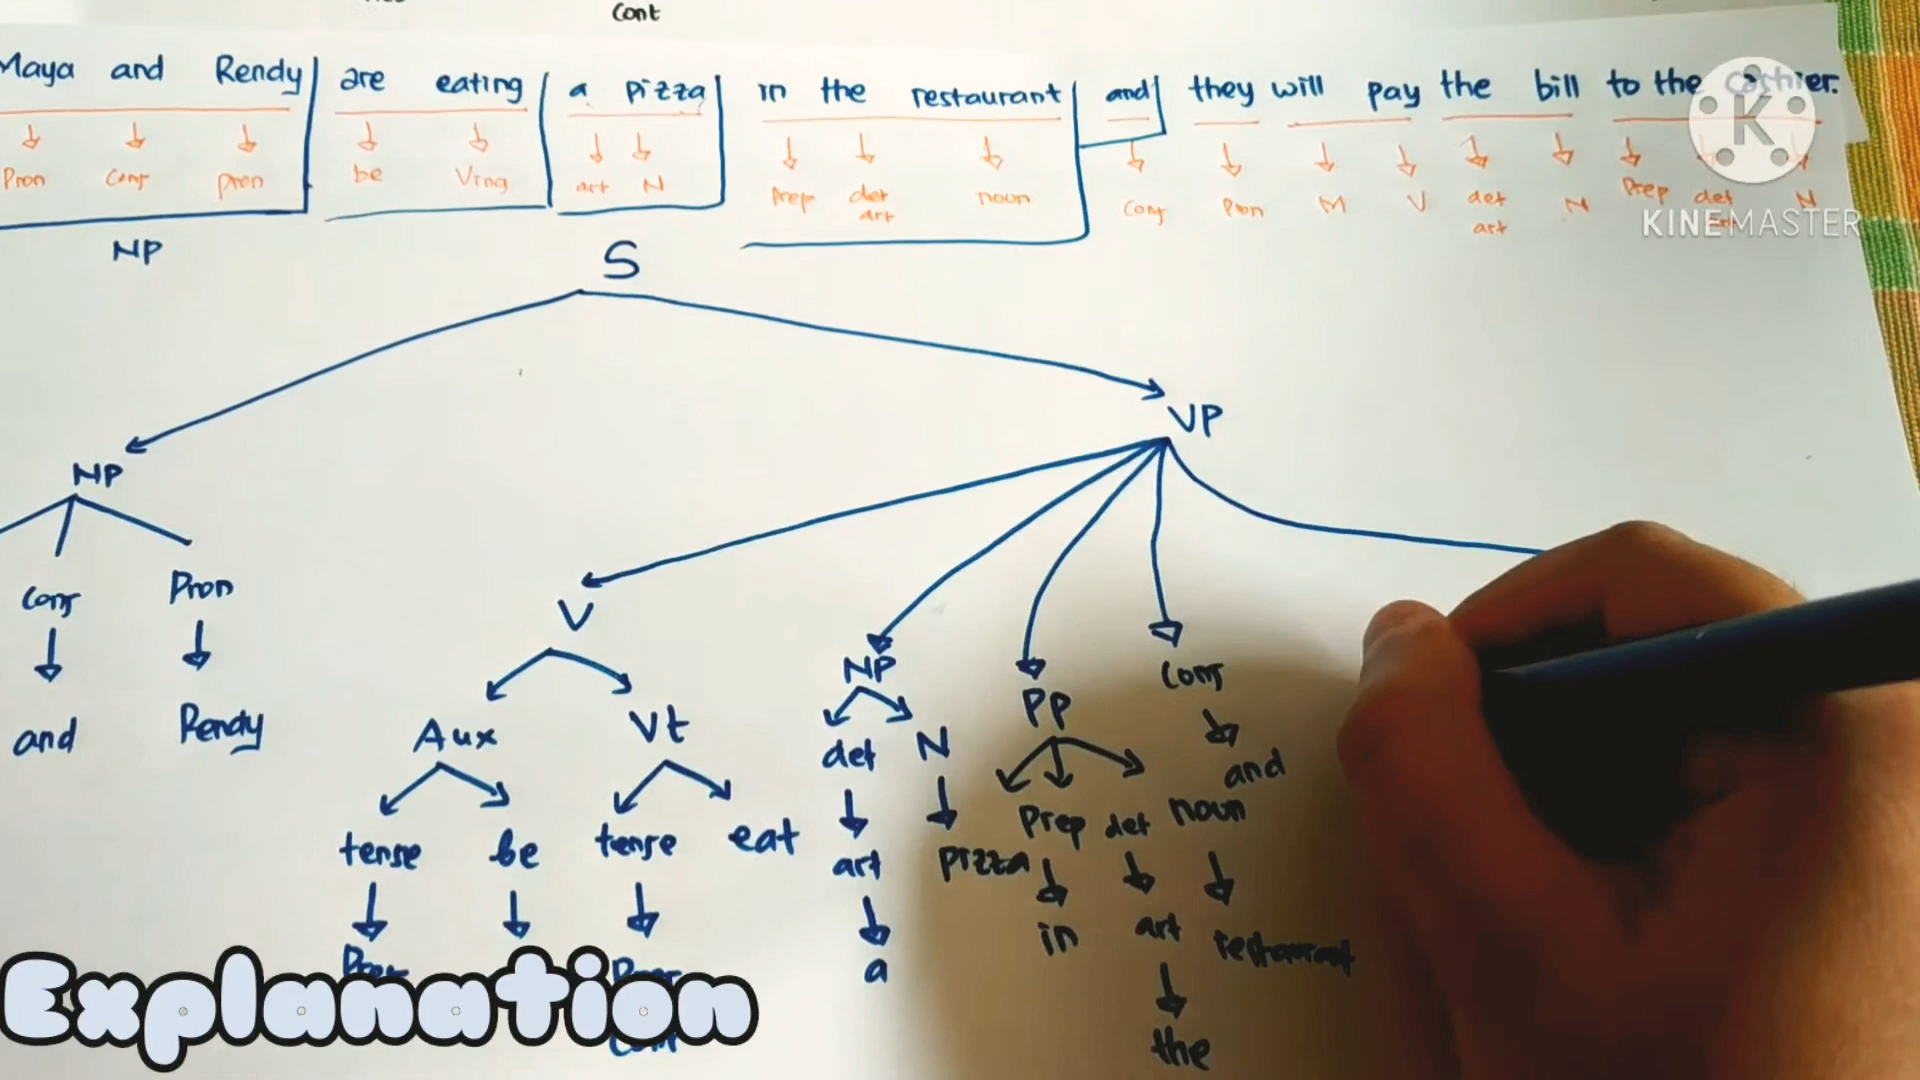 Cont
Maya and Rendy are eating a pizza in the restaurant and they will pay the bill to the cashier.
Pron Conj pron be Ving art N Prep det art noun Conj Pron M V det art N Prep det N
NP
S
KINEMASTER
VP
NP
Conj Pron
V
NP
PP
Conj
and Rendy
Aux Vt
det N
and
Prep det noun
tense be tense eat
art pizza
in art restaurant
a
the
Explanation